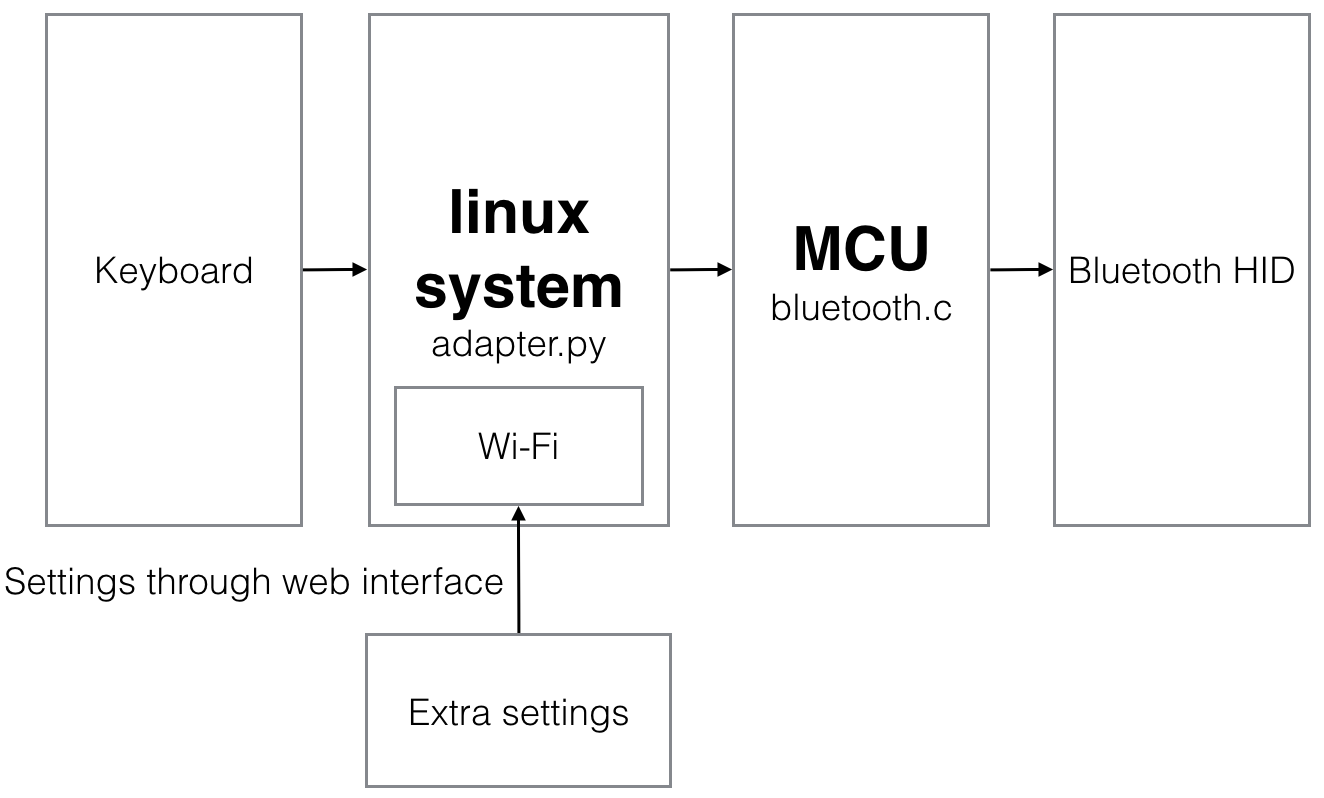 Keyboard
linux
system
adapter.py
Wi-Fi
MCU
bluetooth.c
Bluetooth HID
Settings through web interface
Extra settings